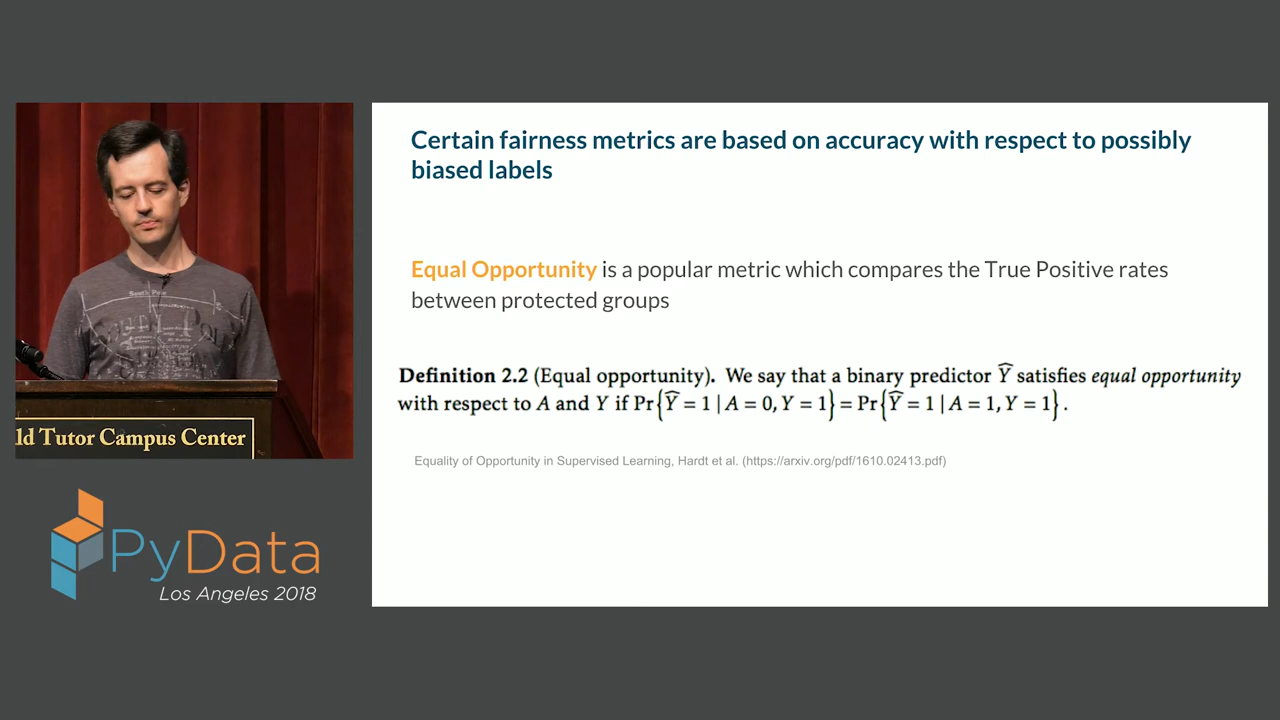 Certain fairness metrics are based on accuracy with respect to possibly
biased labels
Equal Opportunity is a popular metric which compares the True Positive rates
between protected groups
Definition 2.2 (Equal opportunity). We say that a binary predictor Ŷ satisfies equal opportunity
with respect to A and Y if Pr{Ŷ = 1 | A = 0, Y = 1} = Pr{Ŷ = 1 | A = 1, Y = 1}.
Equality of Opportunity in Supervised Learning, Hardt et al. (https://arxiv.org/pdf/1610.02413.pdf)
South Pole
ld Tutor Campus Center
PyData
Los Angeles 2018